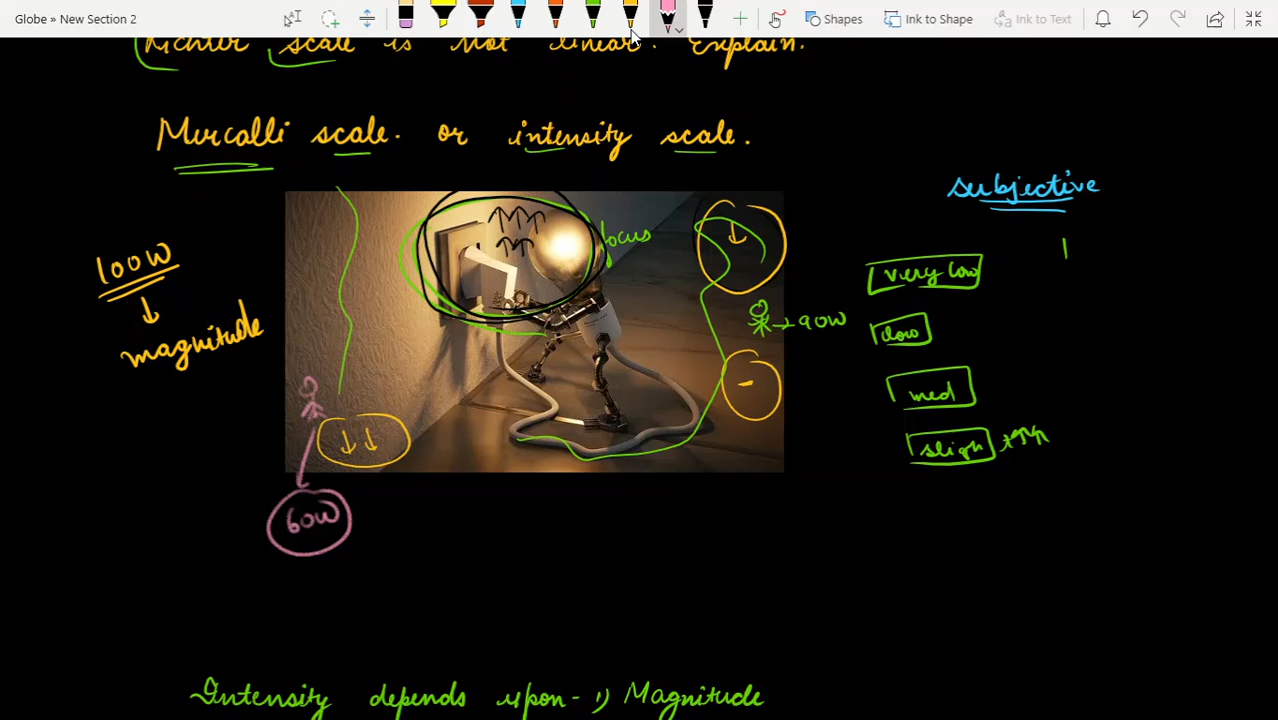 Globe » New Section 2
Shapes
Ink to Shape
Ink to Text
Richter scale is not linear. Explain.
Mercalli scale. or intensity scale.
subjective
focus
100W
very low
magnitude
90W
low
med
sligh
60W
Intensity depends upon- 1) Magnitude